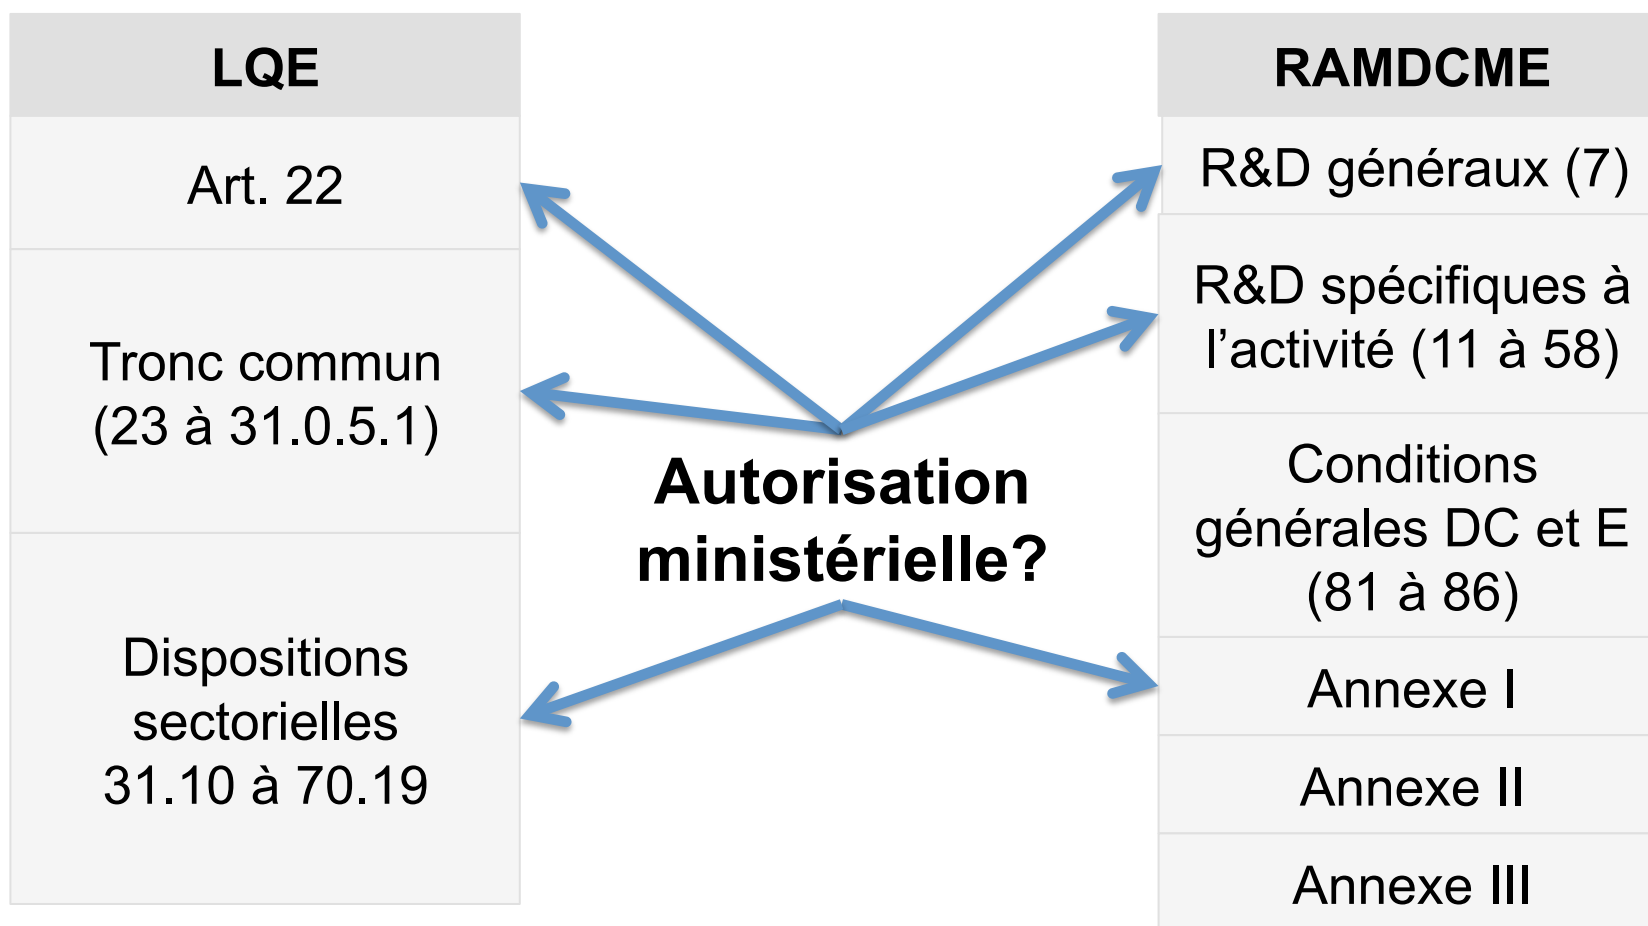 LQE
Art. 22
Tronc commun
(23 à 31.0.5.1)
Dispositions
sectorielles
31.10 à 70.19
Autorisation
ministérielle?
RAMDCME
R&D généraux (7)
R&D spécifiques à
l’activité (11 à 58)
Conditions
générales DC et E
(81 à 86)
Annexe I
Annexe II
Annexe III